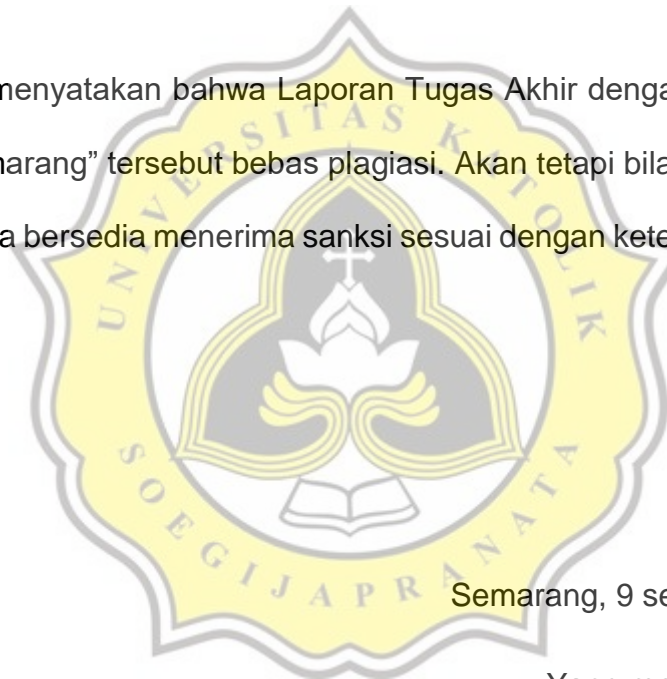 menyatakan bahwa Laporan Tugas Akhir denga
narang” tersebut bebas plagiasi. Akan tetapi bila
a bersedia menerima sanksi sesuai dengan kete
UNIVERSITAS KATOLIK
SOEGIJAPRANATA
Semarang, 9 se